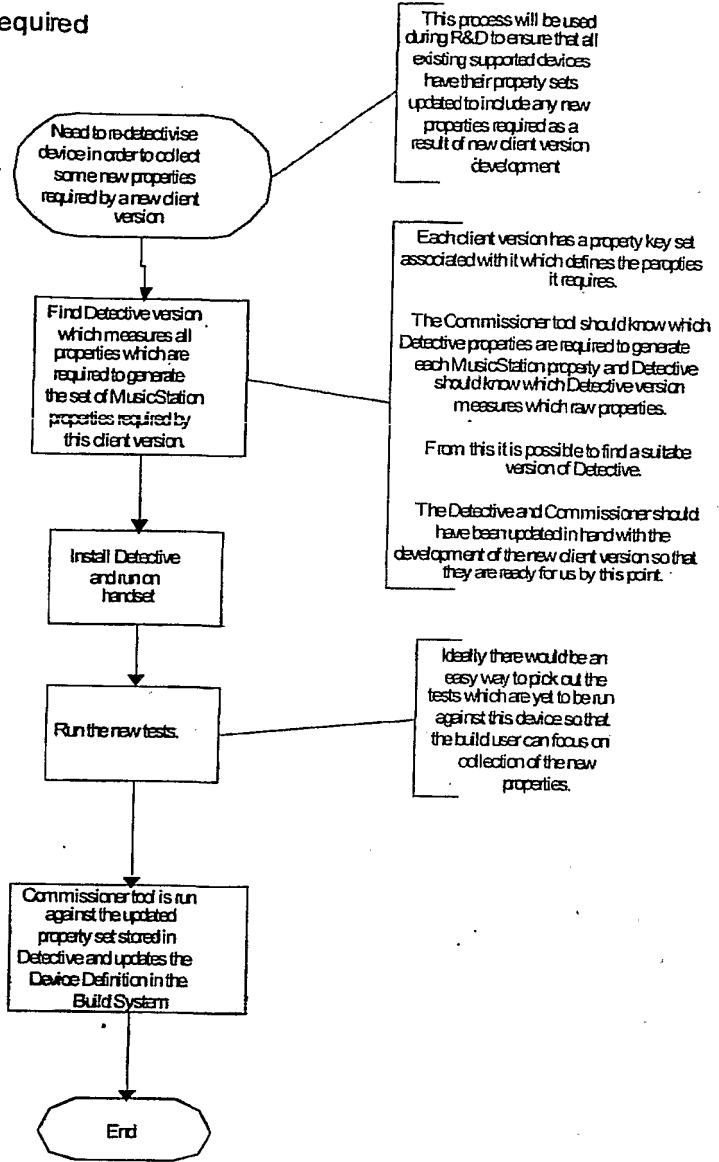 equired
Need to re-detectivise
device in order to collect
some new properties
required by a new client
version
This process will be used
during R&D to ensure that all
existing supported devices
have their property sets
updated to include any new
properties required as a
result of new client version
development
Find Detective version
which measures all
properties which are
required to generate
the set of MusicStation
properties required by
this client version.
Each client version has a property key set
associated with it which defines the peropties
it requires.
The Commissioner tool should know which
Detective properties are required to generate
each MusicStation property and Detective
should know which Detective version
measures which raw properties.
From this it is possible to find a suitabe
version of Detective.
The Detective and Commissioner should
have been updated in hand with the
development of the new client version so that
they are ready for us by this point.
Install Detective
and run on
handset
Run the new tests.
Ideally there would be an
easy way to pick out the
tests which are yet to be run
against this device so that
the build user can focus on
collection of the new
properties.
Commissioner tool is run
against the updated
property set stored in
Detective and updates the
Device Definition in the
Build System
End